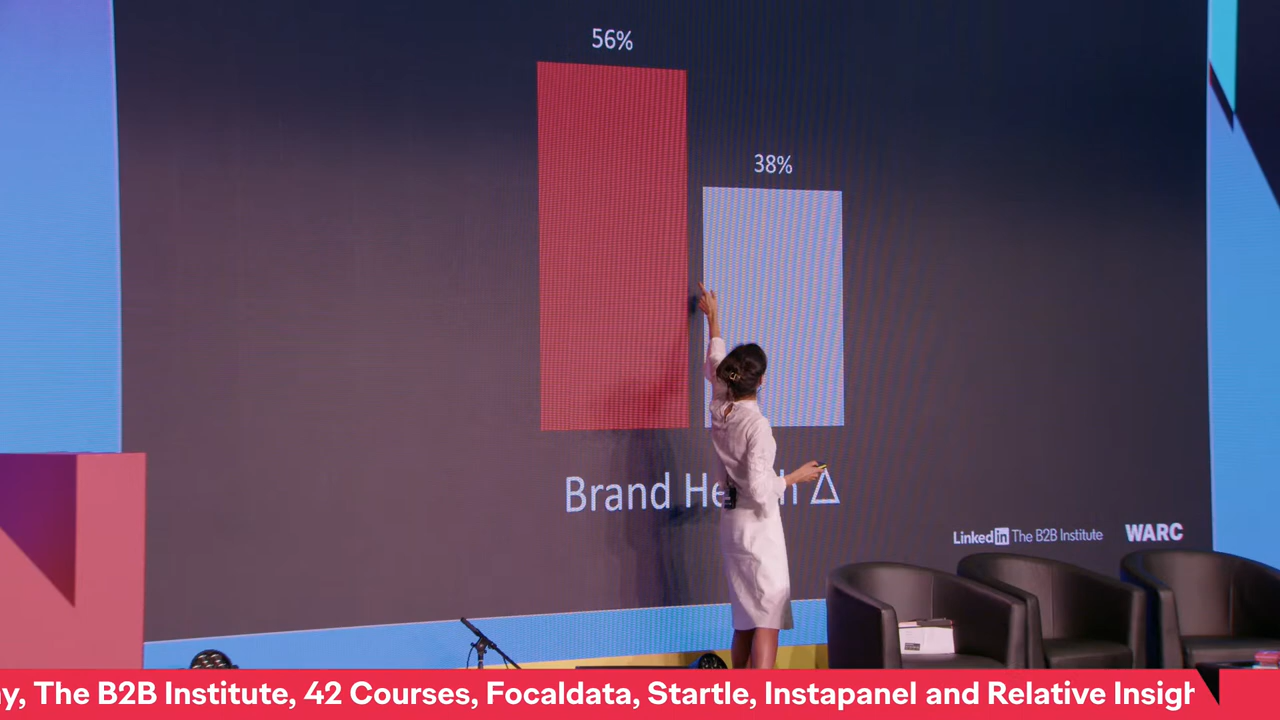 56%
38%
Brand He h Δ
Linkedin The B2B Institute
WARC
The B2B Institute, 42 Courses, Focaldata, Startle, Instapanel and Relative